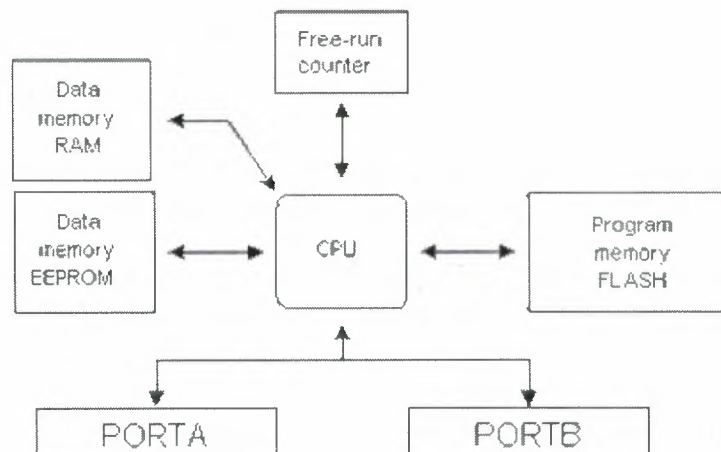 Free-run
counter
Data
memory
RAM
Data
memory
EEPROM
CPU
Program
memory
FLASH
PORTA
PORTB